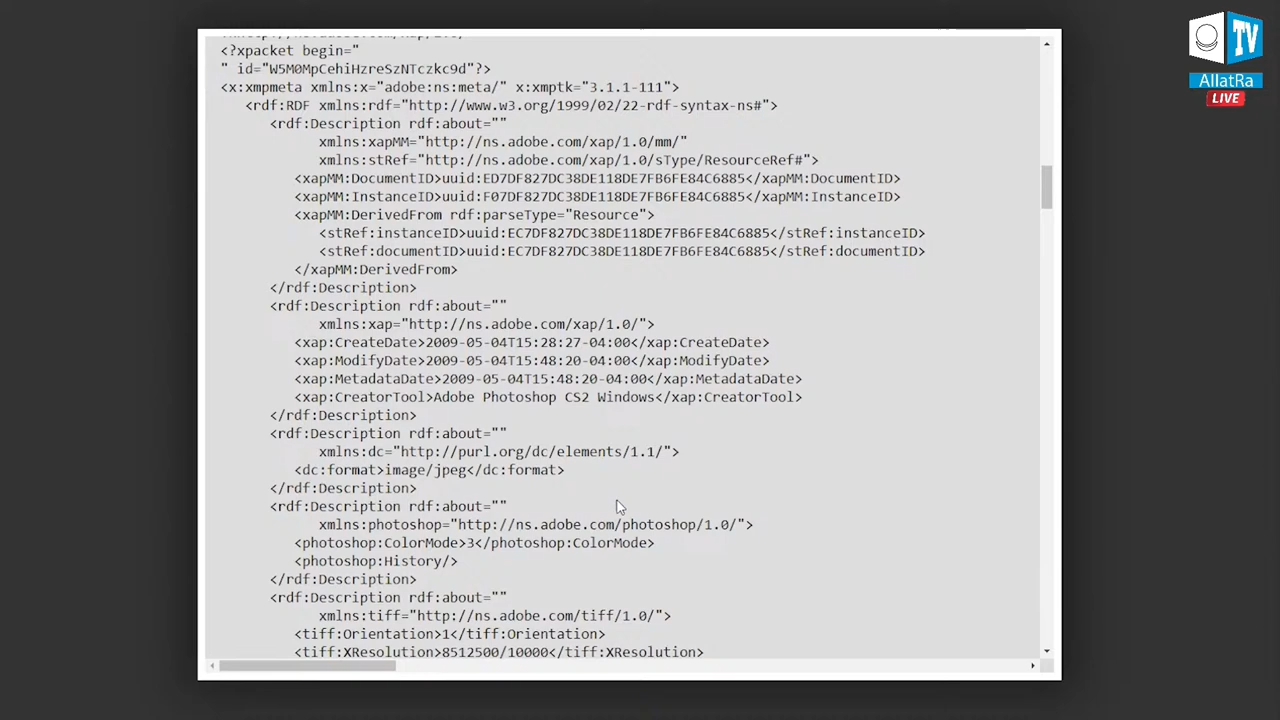 <?xpacket begin="
" id="W5M0MpCehiHzreSzNTczkc9d"?>
<x:xmpmeta xmlns:x="adobe:ns:meta/" x:xmptk="3.1.1-111">
<rdf:RDF xmlns:rdf="http://www.w3.org/1999/02/22-rdf-syntax-ns#">
<rdf:Description rdf:about=""
xmlns:xapMM="http://ns.adobe.com/xap/1.0/mm/"
xmlns:stRef="http://ns.adobe.com/xap/1.0/sType/ResourceRef#">
<xapMM:DocumentID>uuid:ED7DF827DC38DE118DE7FB6FE84C6885</xapMM:DocumentID>
<xapMM:InstanceID>uuid:F07DF827DC38DE118DE7FB6FE84C6885</xapMM:InstanceID>
<xapMM:DerivedFrom rdf:parseType="Resource">
<stRef:instanceID>uuid:EC7DF827DC38DE118DE7FB6FE84C6885</stRef:instanceID>
<stRef:documentID>uuid:EC7DF827DC38DE118DE7FB6FE84C6885</stRef:documentID>
</xapMM:DerivedFrom>
</rdf:Description>
<rdf:Description rdf:about=""
xmlns:xap="http://ns.adobe.com/xap/1.0/">
<xap:CreateDate>2009-05-04T15:28:27-04:00</xap:CreateDate>
<xap:ModifyDate>2009-05-04T15:48:20-04:00</xap:ModifyDate>
<xap:MetadataDate>2009-05-04T15:48:20-04:00</xap:MetadataDate>
<xap:CreatorTool>Adobe Photoshop CS2 Windows</xap:CreatorTool>
</rdf:Description>
<rdf:Description rdf:about=""
xmlns:dc="http://purl.org/dc/elements/1.1/">
<dc:format>image/jpeg</dc:format>
</rdf:Description>
<rdf:Description rdf:about=""
xmlns:photoshop="http://ns.adobe.com/photoshop/1.0/">
<photoshop:ColorMode>3</photoshop:ColorMode>
<photoshop:History/>
</rdf:Description>
<rdf:Description rdf:about=""
xmlns:tiff="http://ns.adobe.com/tiff/1.0/">
<tiff:Orientation>1</tiff:Orientation>
<tiff:XResolution>8512500/10000</tiff:XResolution>
TV
AllatRa
LIVE